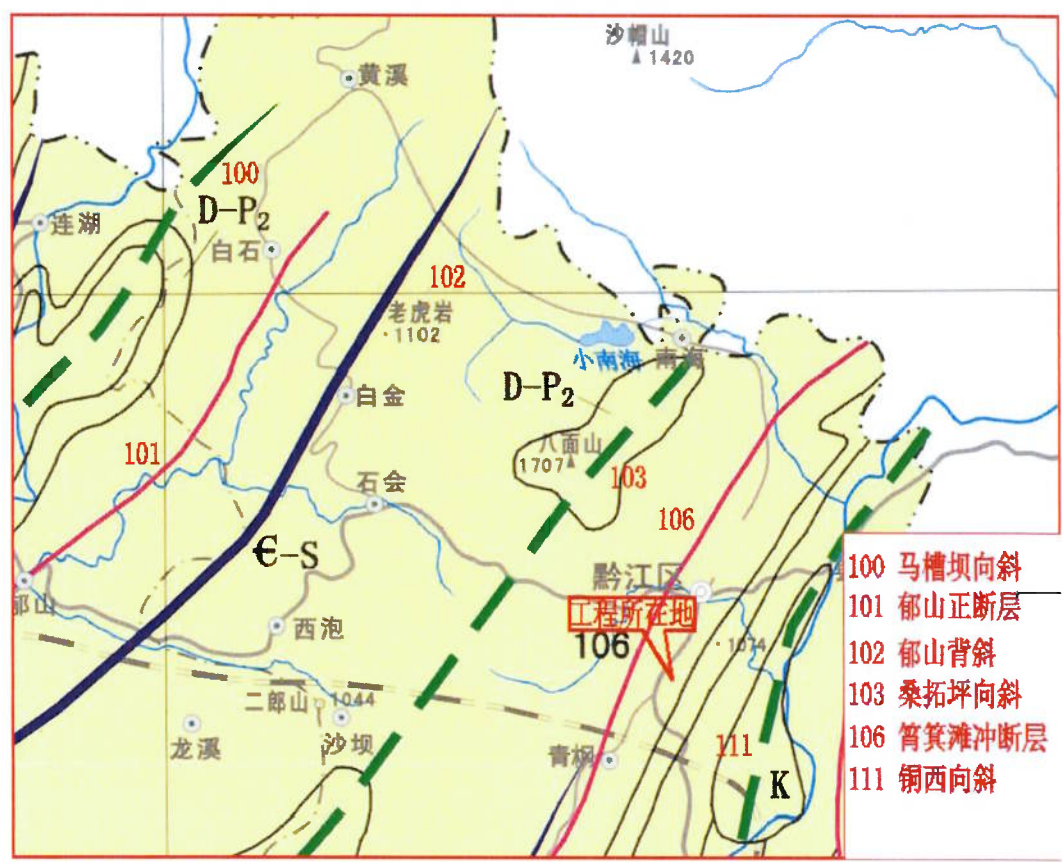 沙帽山
1420
黄溪
100
D-P₂
连湖
白石
102
老虎岩
1102
小南海
南海
D-P₂
白金
八面山
1707
101
103
石会
106
Є-S
黔江区
郁山
工程所在地
西泡
106
1074
二郎山
1044
龙溪
沙坝
青㭎
111
K
100 马槽坝向斜
101 郁山正断层
102 郁山背斜
103 桑拓坪向斜
106 筲箕滩冲断层
111 铜西向斜